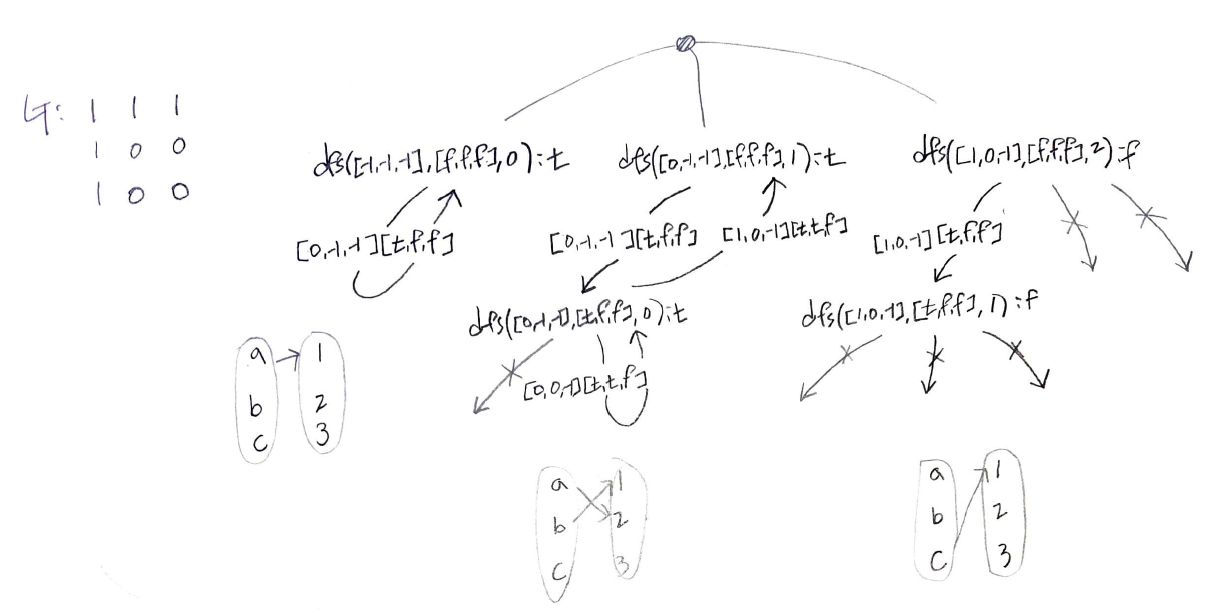 G: 1 1 1
1 0 0
1 0 0
dfs([-1,-1,-1],[f,f,f],0):t
dfs([0,-1,-1],[f,f,f],1):t
dfs([1,0,-1],[f,f,f],2):f
[0,-1,-1][t,f,f]
[0,-1,-1][t,f,f]
[1,0,-1][t,t,f]
[1,0,-1][t,f,f]
dfs([0,-1,-1],[t,f,f],0):t
dfs([1,0,-1],[t,f,f],1):f
[0,0,-1][t,t,f]
a 1
b 2
c 3
a 1
b 2
c 3
a 1
b 2
c 3